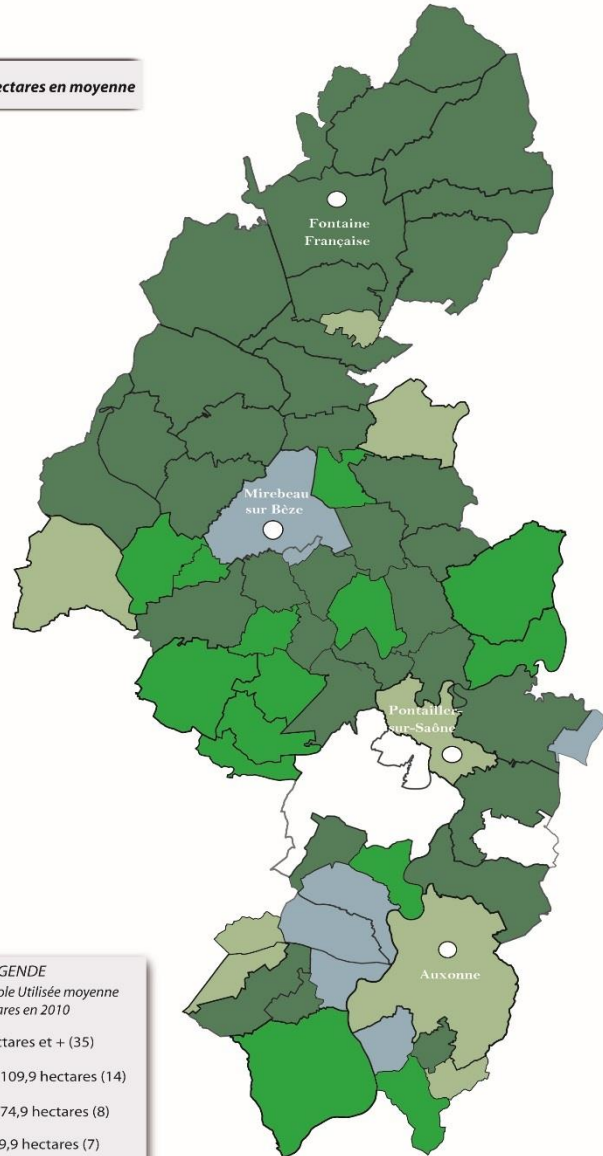 ectares en moyenne
Fontaine
Française
Mirebeau
sur Bèze
Pontailler-
sur-Saône
Auxonne
GENDE
ole Utilisée moyenne
ares en 2010
ctares et + (35)
109,9 hectares (14)
74,9 hectares (8)
9,9 hectares (7)